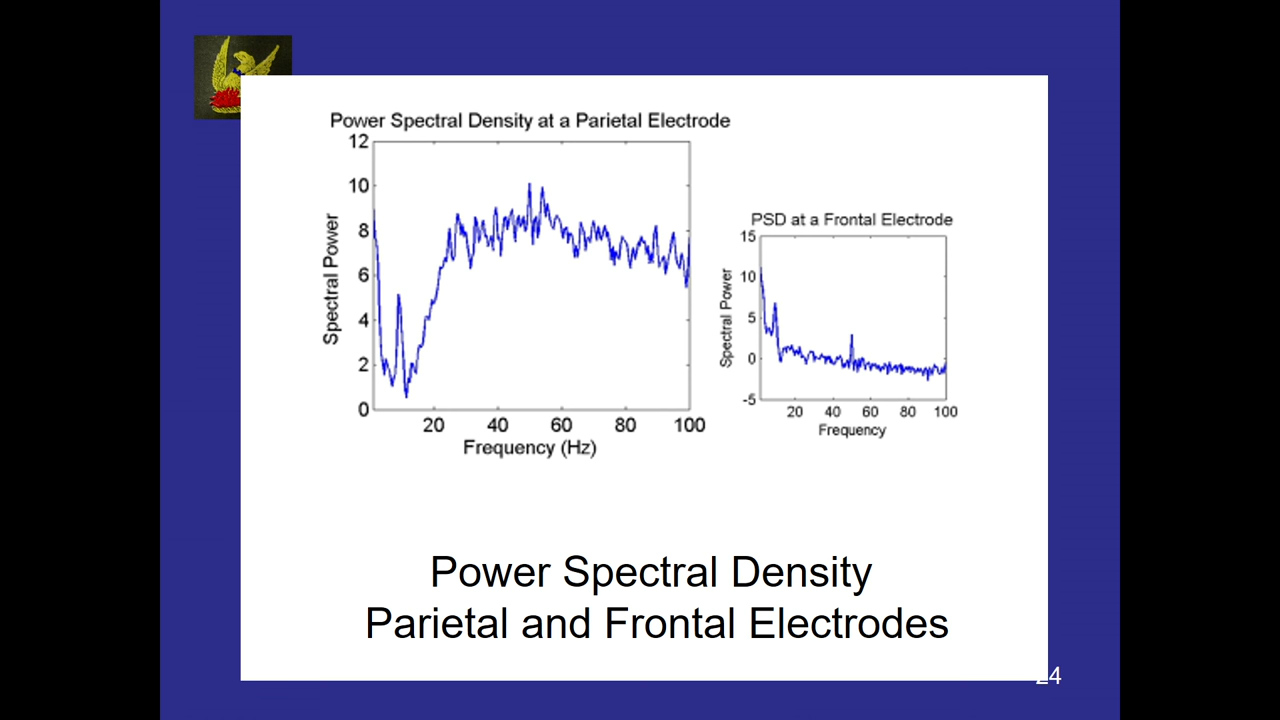 Power Spectral Density at a Parietal Electrode
12
10
8
6
4
2
0
Spectral Power
20 40 60 80 100
Frequency (Hz)
PSD at a Frontal Electrode
15
10
5
0
-5
Spectral Power
20 40 60 80 100
Frequency
Power Spectral Density
Parietal and Frontal Electrodes
24